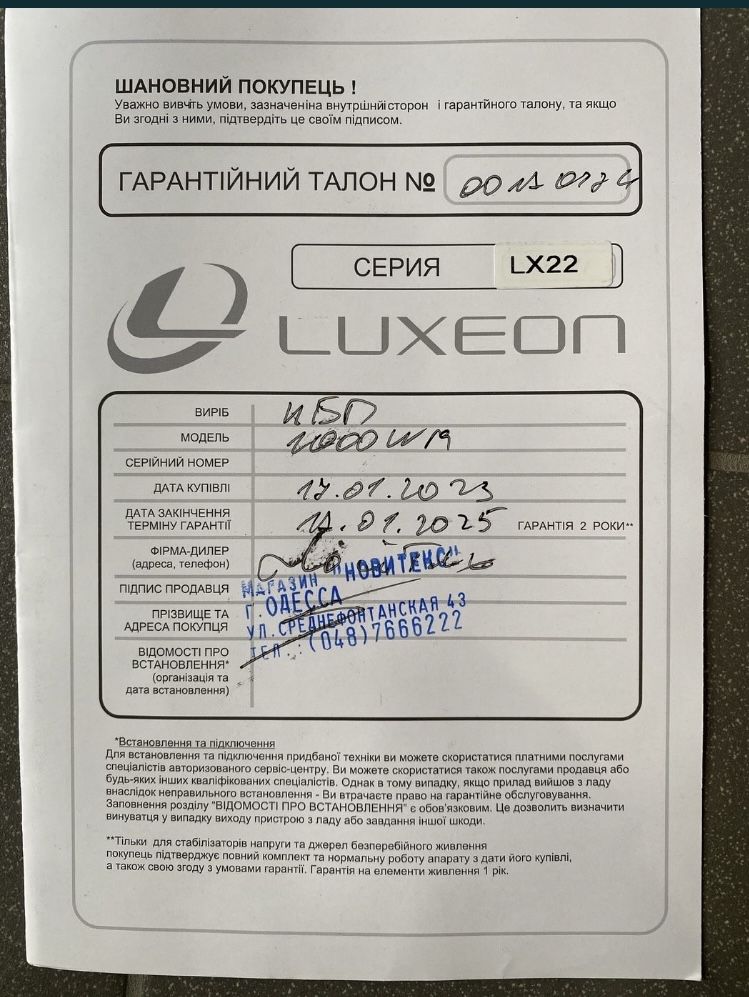 ШАНОВНИЙ ПОКУПЕЦЬ !
Уважно вивчіть умови, зазначеніна внутрішнійсторон і гарантійного талону, та якщо
Ви згодні з ними, підтвердіть це своїм підписом.
ГАРАНТІЙНИЙ ТАЛОН №
СЕРИЯ LX22
LUXEON
ВИРІБ ИБП
МОДЕЛЬ
СЕРІЙНИЙ НОМЕР
ДАТА КУПІВЛІ 17.01.2023
ДАТА ЗАКІНЧЕННЯ
ТЕРМІНУ ГАРАНТІЇ 17.01.2025 ГАРАНТІЯ 2 РОКИ**
ФІРМА-ДИЛЕР
(адреса, телефон)
ПІДПИС ПРОДАВЦЯ
МАГАЗИН "НОВИТЕКС"
Г. ОДЕССА
УЛ. СРЕДНЕФОНТАНСКАЯ 43
ТЕЛ.: (048)7666222
ПРІЗВИЩЕ ТА
АДРЕСА ПОКУПЦЯ
ВІДОМОСТІ ПРО
ВСТАНОВЛЕННЯ*
(організація та
дата встановлення)
*Встановлення та підключення
Для встановлення та підключення придбаної техніки ви можете скористатися платними послугами
спеціалістів авторизованого сервіс-центру. Ви можете скористатися також послугами продавця або
будь-яких інших кваліфікованих спеціалістів. Однак в тому випадку, якщо прилад вийшов з ладу
внаслідок неправильного встановлення - Ви втрачаєте право на гарантійне обслуговування.
Заповнення розділу "ВІДОМОСТІ ПРО ВСТАНОВЛЕННЯ" є обов'язковим. Це дозволить визначити
винуватця у випадку виходу пристрою з ладу або завдання іншої шкоди.
**Тільки для стабілізаторів напруги та джерел безперебійного живлення
покупець підтверджує повний комплект та нормальну роботу апарату з дати його купівлі,
а також свою згоду з умовами гарантії. Гарантія на елементи живлення 1 рік.